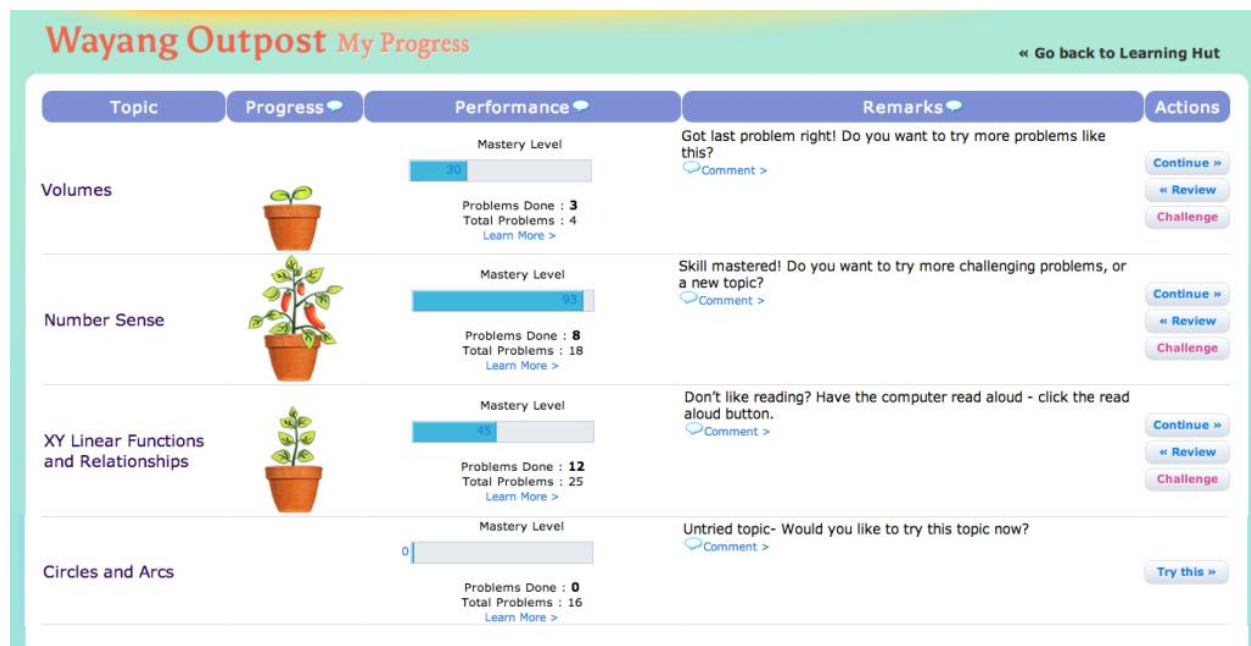 Wayang Outpost My Progress
« Go back to Learning Hut
Topic Progress Performance Remarks Actions
Volumes
Mastery Level
30
Problems Done : 3
Total Problems : 4
Learn More >
Got last problem right! Do you want to try more problems like
this?
Comment >
Continue »
« Review
Challenge
Number Sense
Mastery Level
93
Problems Done : 8
Total Problems : 18
Learn More >
Skill mastered! Do you want to try more challenging problems, or
a new topic?
Comment >
Continue »
« Review
Challenge
XY Linear Functions
and Relationships
Mastery Level
45
Problems Done : 12
Total Problems : 25
Learn More >
Don't like reading? Have the computer read aloud - click the read
aloud button.
Comment >
Continue »
« Review
Challenge
Circles and Arcs
Mastery Level
0
Problems Done : 0
Total Problems : 16
Learn More >
Untried topic- Would you like to try this topic now?
Comment >
Try this »